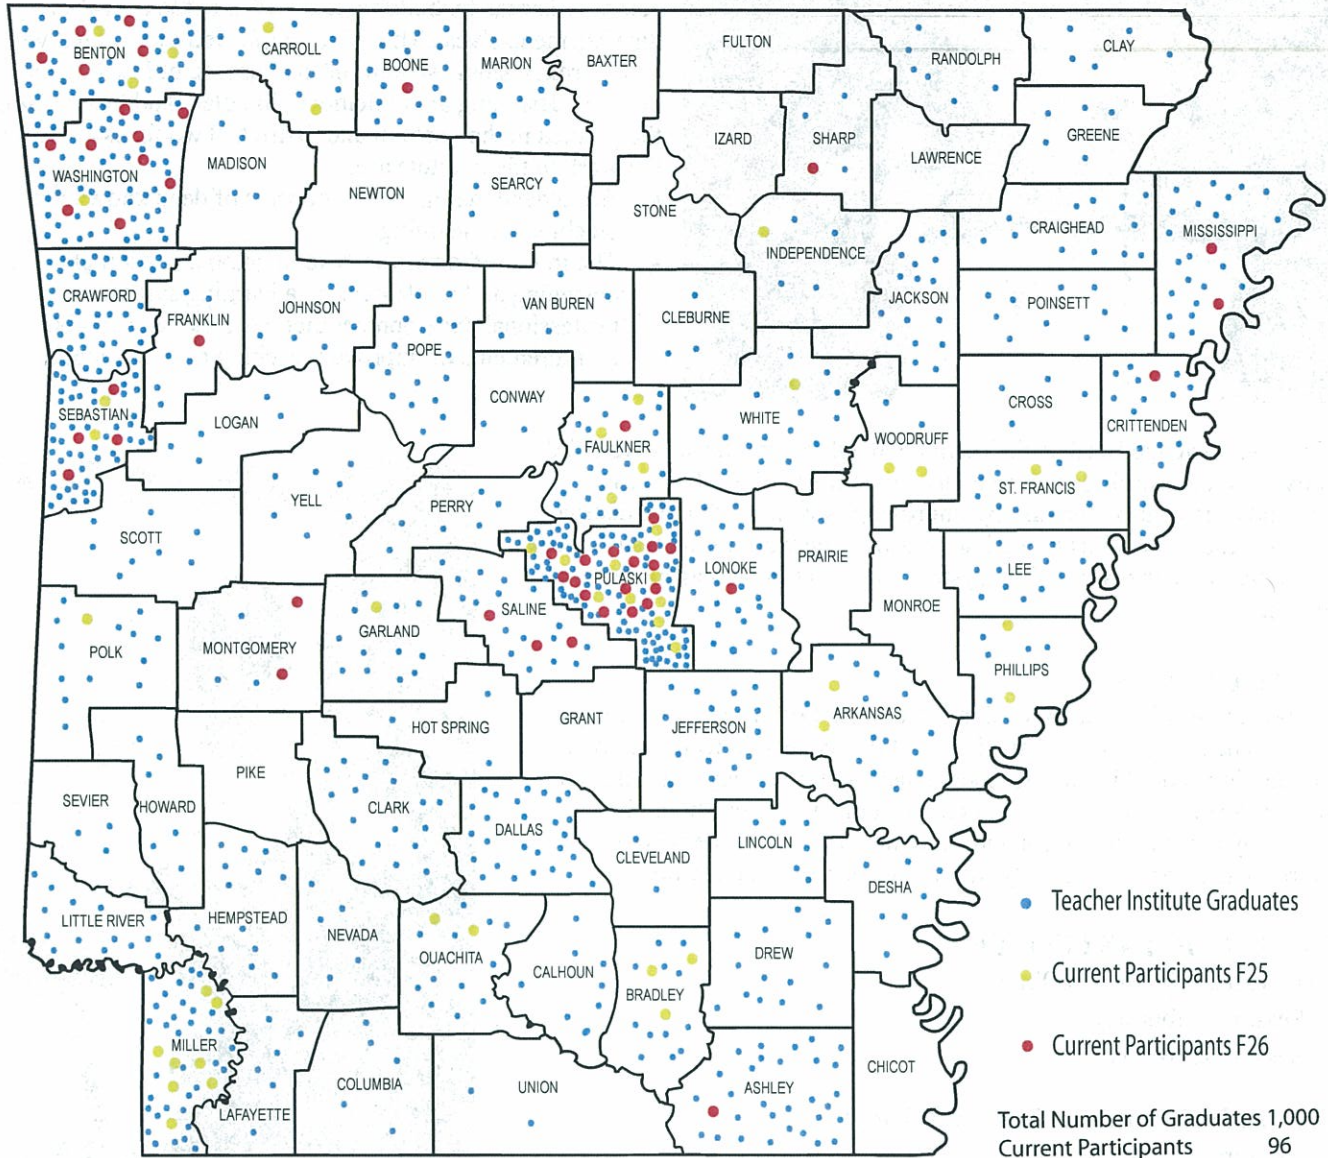 BENTON
CARROLL
BOONE
MARION
BAXTER
FULTON
RANDOLPH
CLAY
WASHINGTON
MADISON
NEWTON
SEARCY
STONE
IZARD
SHARP
LAWRENCE
GREENE
CRAIGHEAD
MISSISSIPPI
CRAWFORD
FRANKLIN
JOHNSON
POPE
VAN BUREN
CLEBURNE
INDEPENDENCE
JACKSON
POINSETT
SEBASTIAN
LOGAN
CONWAY
FAULKNER
WHITE
WOODRUFF
CROSS
CRITTENDEN
SCOTT
YELL
PERRY
PULASKI
LONOKE
PRAIRIE
ST. FRANCIS
LEE
MONROE
POLK
MONTGOMERY
GARLAND
SALINE
PHILLIPS
HOT SPRING
GRANT
JEFFERSON
ARKANSAS
SEVIER
HOWARD
PIKE
CLARK
DALLAS
CLEVELAND
LINCOLN
DESHA
LITTLE RIVER
HEMPSTEAD
NEVADA
OUACHITA
CALHOUN
BRADLEY
DREW
MILLER
LAFAYETTE
COLUMBIA
UNION
ASHLEY
CHICOT
Teacher Institute Graduates
Current Participants F25
Current Participants F26
Total Number of Graduates 1,000
Current Participants 96